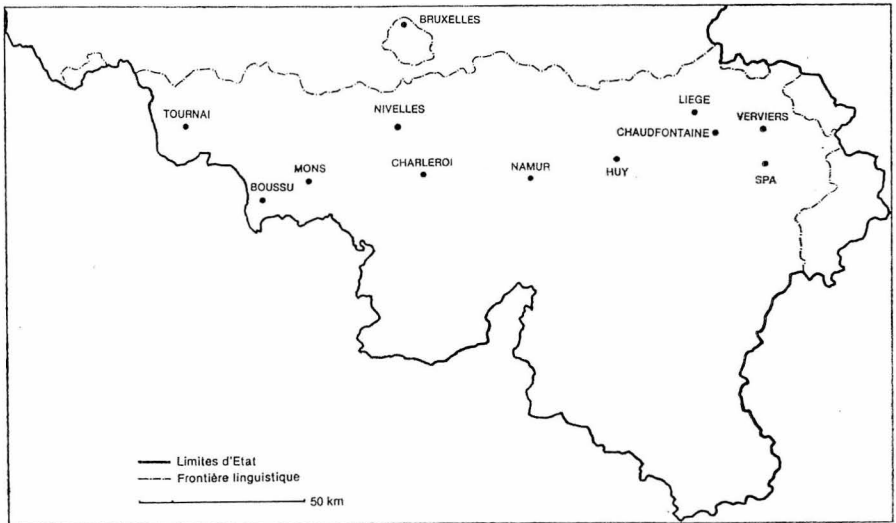 BRUXELLES
TOURNAI
NIVELLES
LIEGE
VERVIERS
CHAUDFONTAINE
MONS
CHARLEROI
NAMUR
HUY
SPA
BOUSSU
Limites d'Etat
Frontière linguistique
50 km